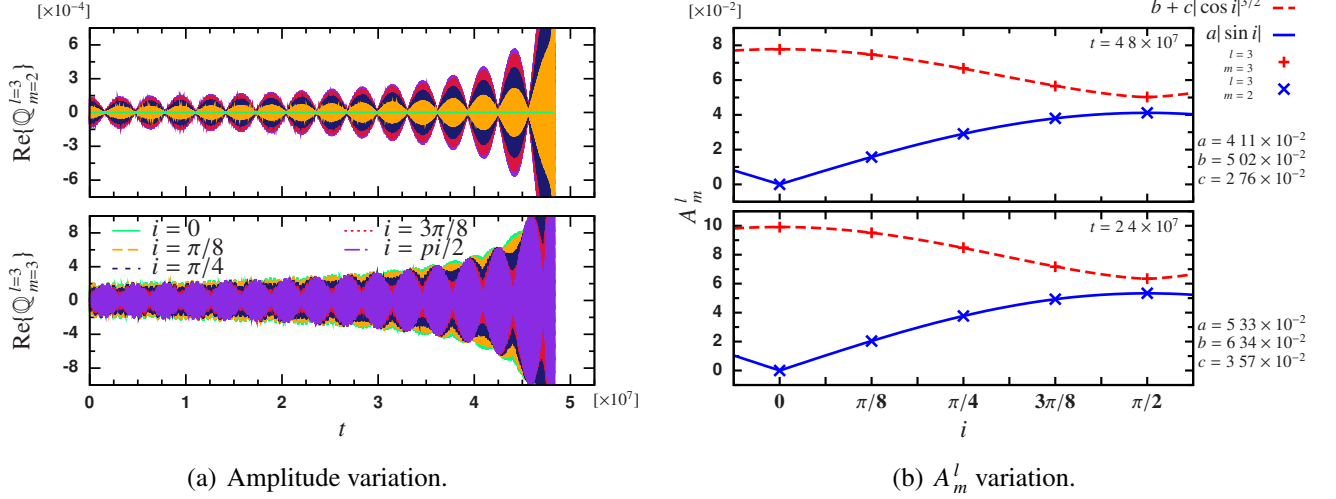 [×10⁻⁴]
6
3
0
-3
-6
Re{ℚ^{l=3}_{m=2}}
8
4
0
-4
-8
Re{ℚ^{l=3}_{m=3}}
i = 0
i = π/8
i = π/4
i = 3π/8
i = pi/2
0 1 2 3 4 5
[×10⁷]
t
(a) Amplitude variation.
[×10⁻²]
b + c| cos i|^{3/2}
a| sin i|
l = 3
m = 3
l = 3
m = 2
8
6
4
2
0
t = 4 8 × 10⁷
a = 4 11 × 10⁻²
b = 5 02 × 10⁻²
c = 2 76 × 10⁻²
A^l_m
10
8
6
4
2
0
t = 2 4 × 10⁷
a = 5 33 × 10⁻²
b = 6 34 × 10⁻²
c = 3 57 × 10⁻²
0 π/8 π/4 3π/8 π/2
i
(b) A^l_m variation.